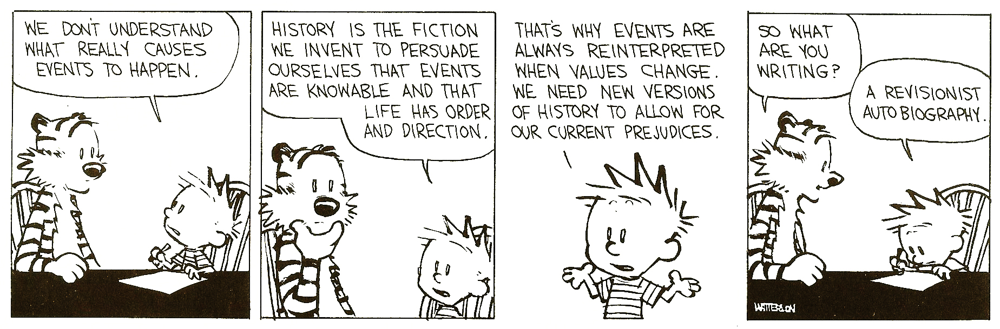 WE DON'T UNDERSTAND
WHAT REALLY CAUSES
EVENTS TO HAPPEN.
HISTORY IS THE FICTION
WE INVENT TO PERSUADE
OURSELVES THAT EVENTS
ARE KNOWABLE AND THAT
LIFE HAS ORDER
AND DIRECTION.
THAT'S WHY EVENTS ARE
ALWAYS REINTERPRETED
WHEN VALUES CHANGE.
WE NEED NEW VERSIONS
OF HISTORY TO ALLOW FOR
OUR CURRENT PREJUDICES.
SO WHAT
ARE YOU
WRITING?
A REVISIONIST
AUTOBIOGRAPHY.
WATTERSON